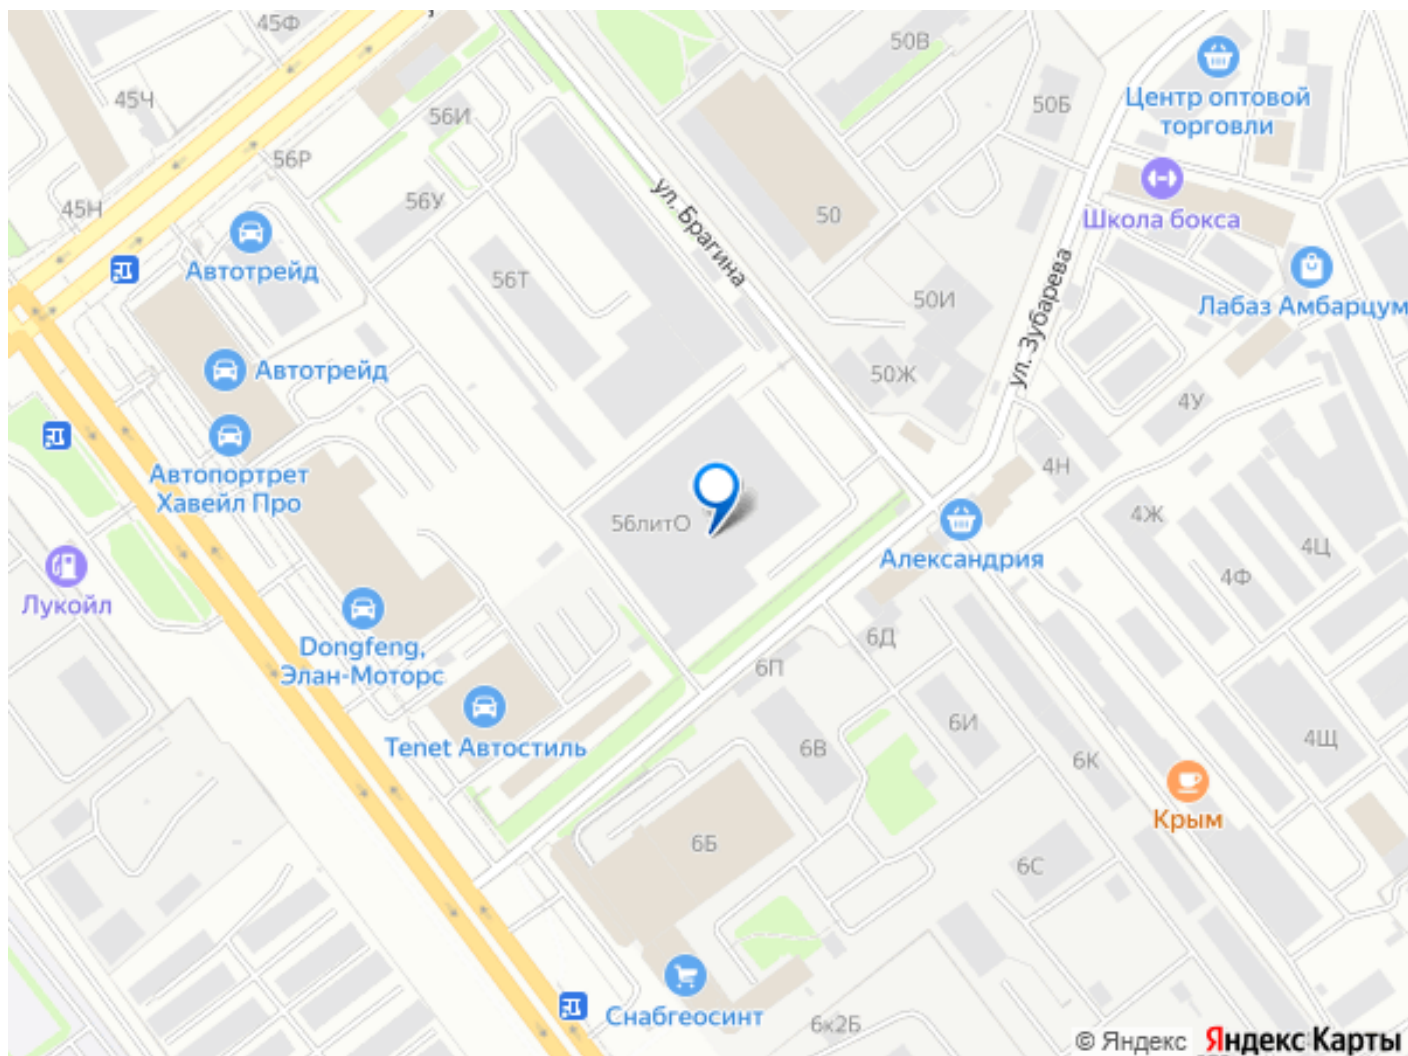 45Ф
50В
45Ч
56И
50Б
Центр оптовой
торговли
56Р
45Н
56У
ул. Брагина
50
Школа бокса
Автотрейд
56Т
50И
ул. Зубарева
Лабаз Амбарцум
Автотрейд
50Ж
4У
Автопортрет
Хавейл Про
4Н
56литО
4Ж
Александрия
4Ц
4Ф
Лукойл
Dongfeng,
Элан-Моторс
6Д
6П
Tenet Автостиль
6В
6И
4Щ
6К
Крым
6Б
6С
Снабгеосинт
6к2Б
© Яндекс Яндекс Карты